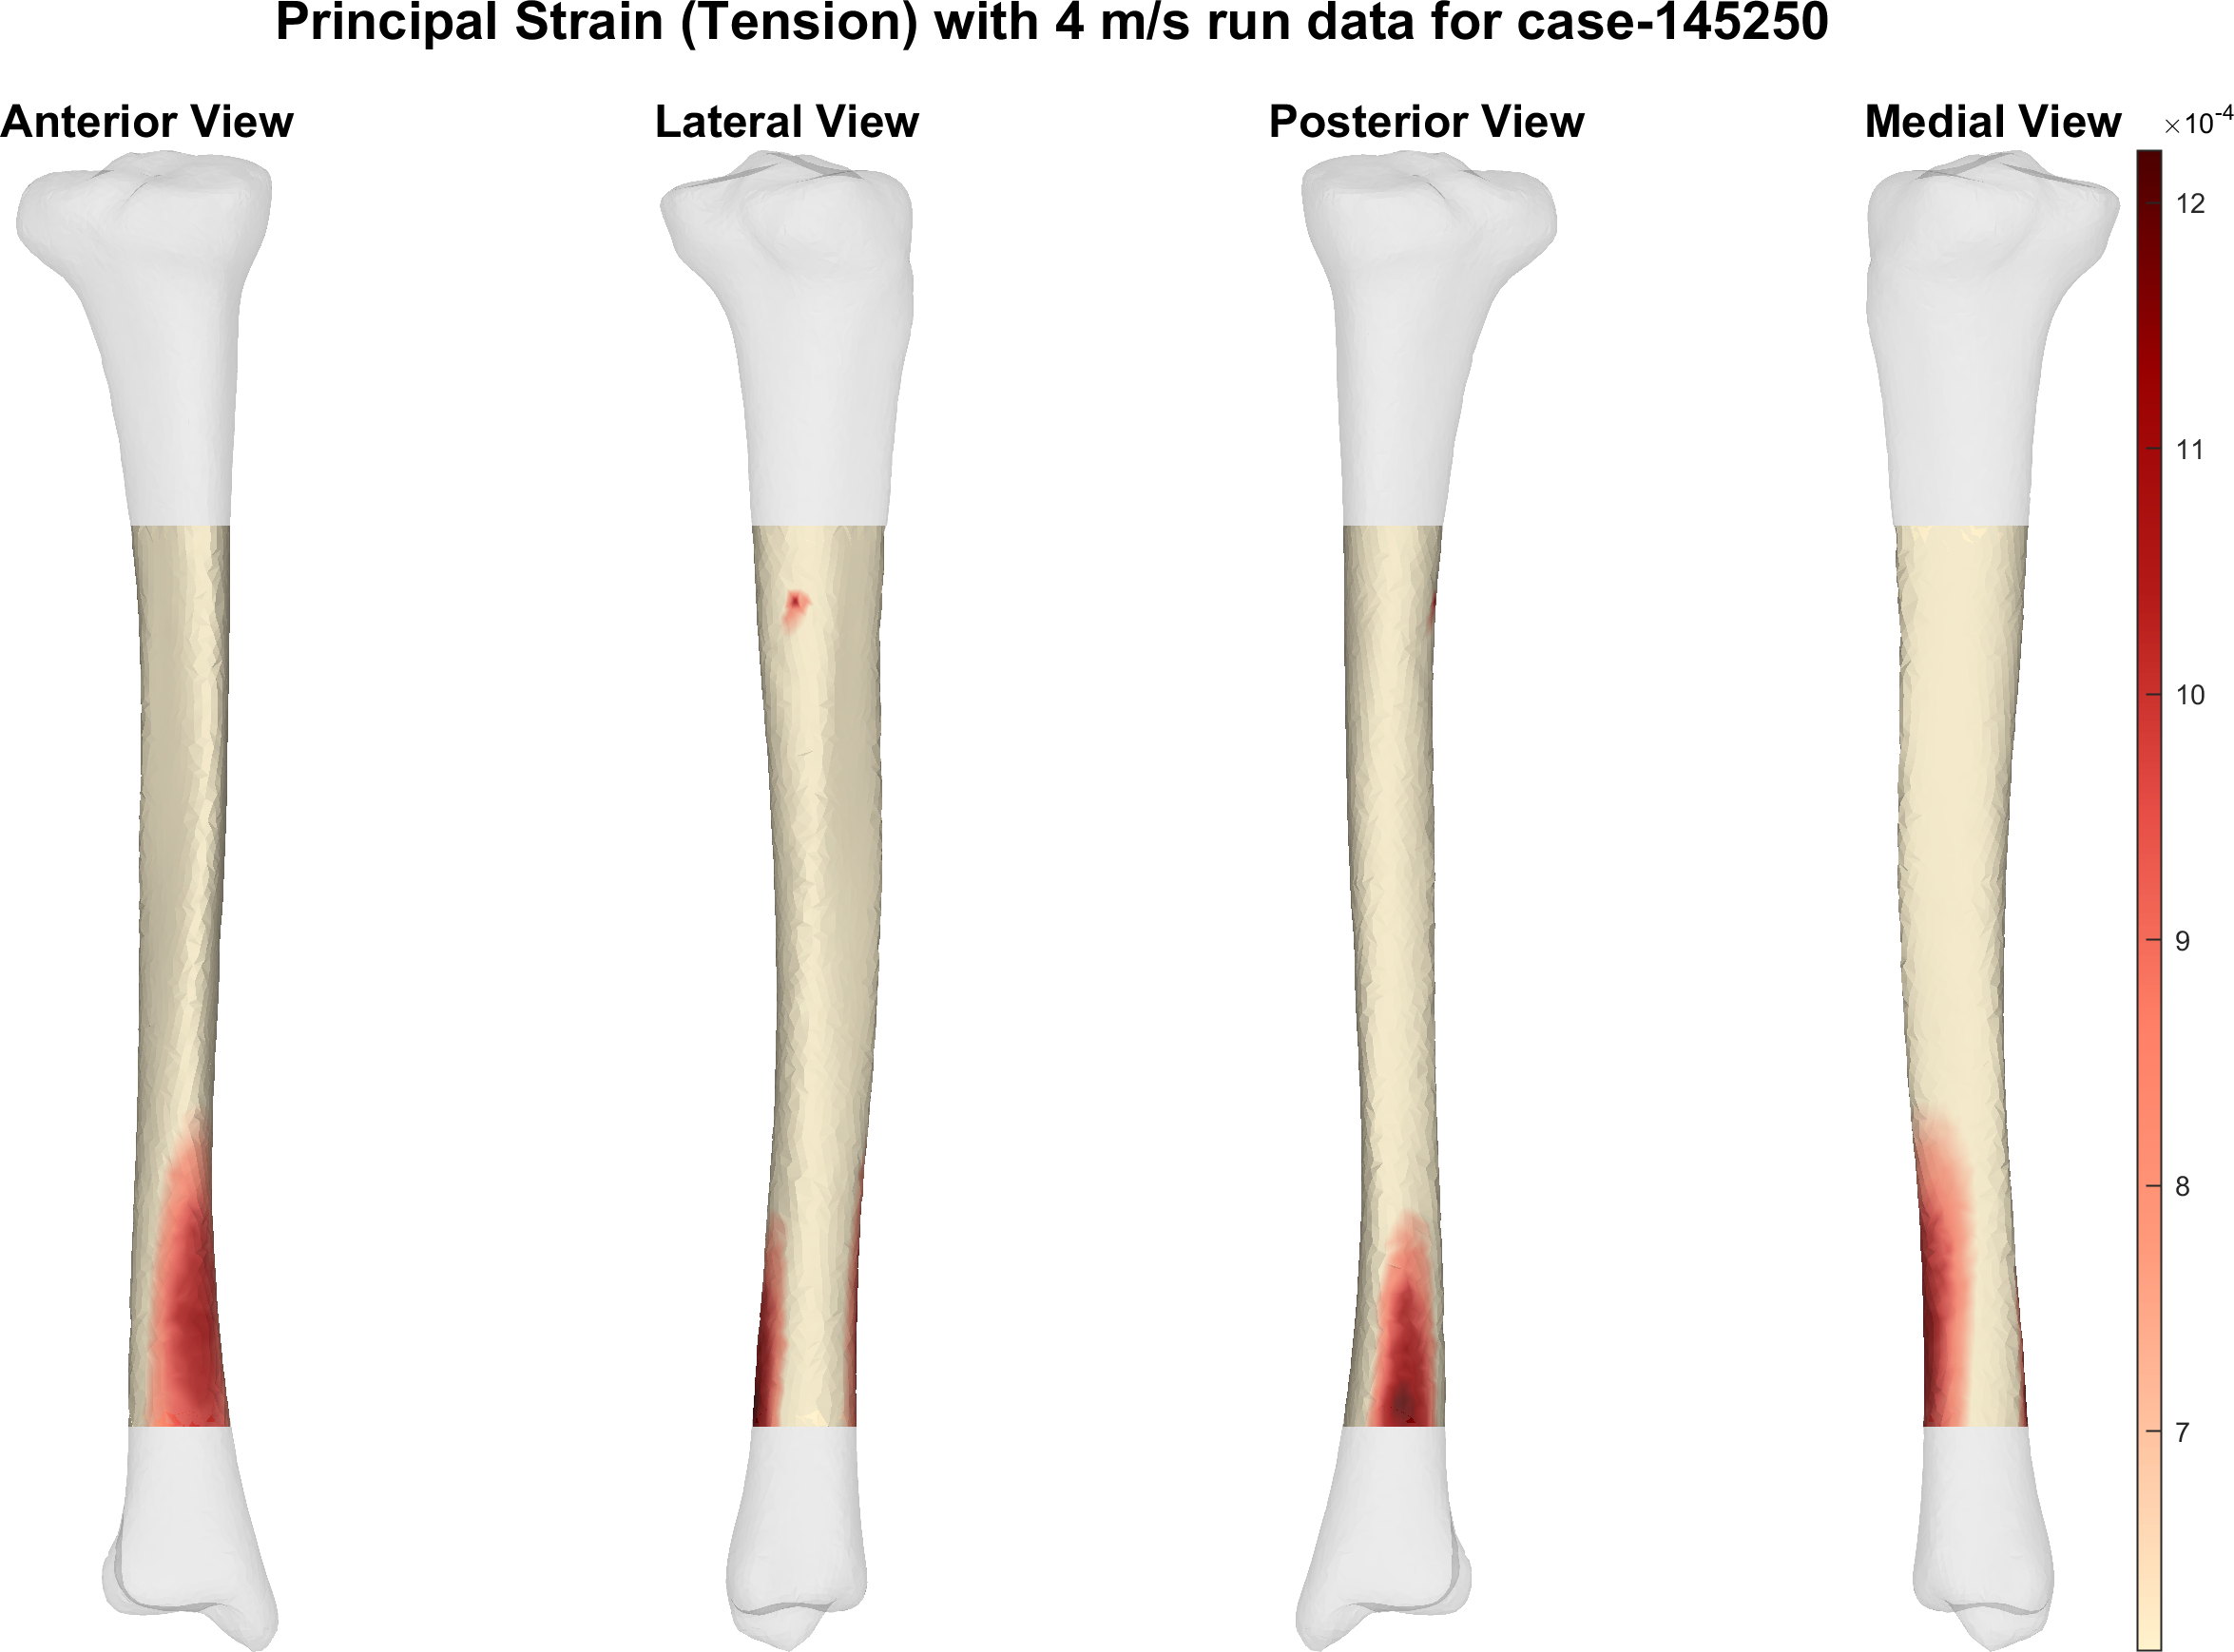 Principal Strain (Tension) with 4 m/s run data for case-145250
Anterior View
Lateral View
Posterior View
Medial View
×10-4
12
11
10
9
8
7